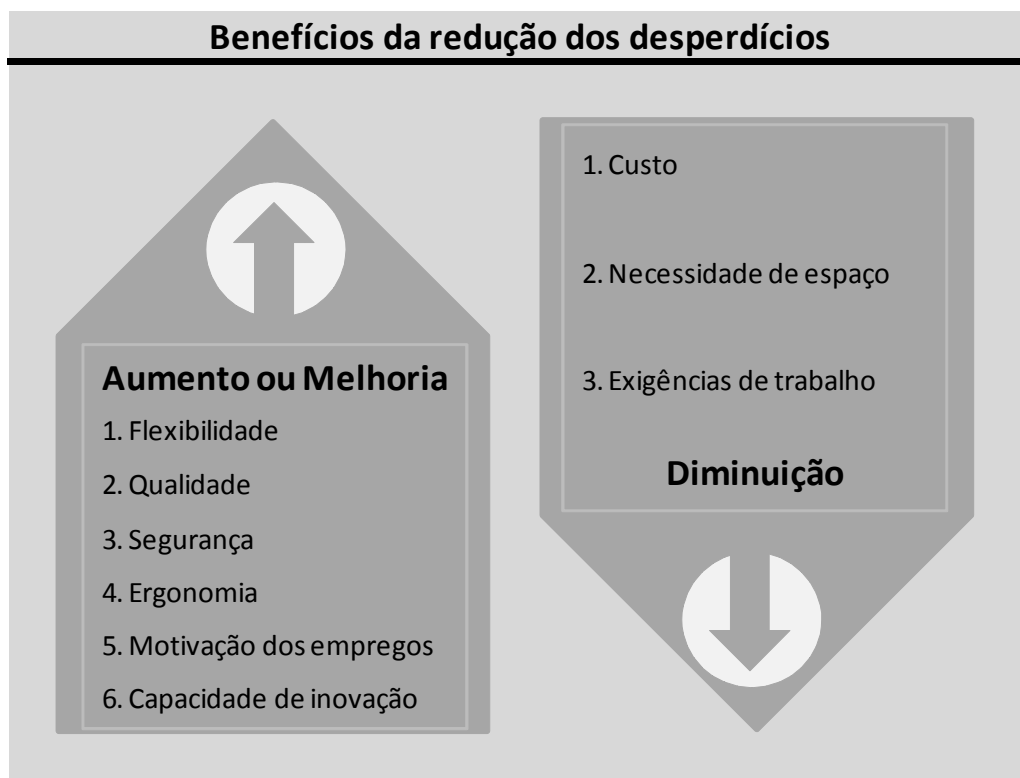 Benefícios da redução dos desperdícios
Aumento ou Melhoria
1. Flexibilidade
2. Qualidade
3. Segurança
4. Ergonomia
5. Motivação dos empregos
6. Capacidade de inovação
1. Custo
2. Necessidade de espaço
3. Exigências de trabalho
Diminuição